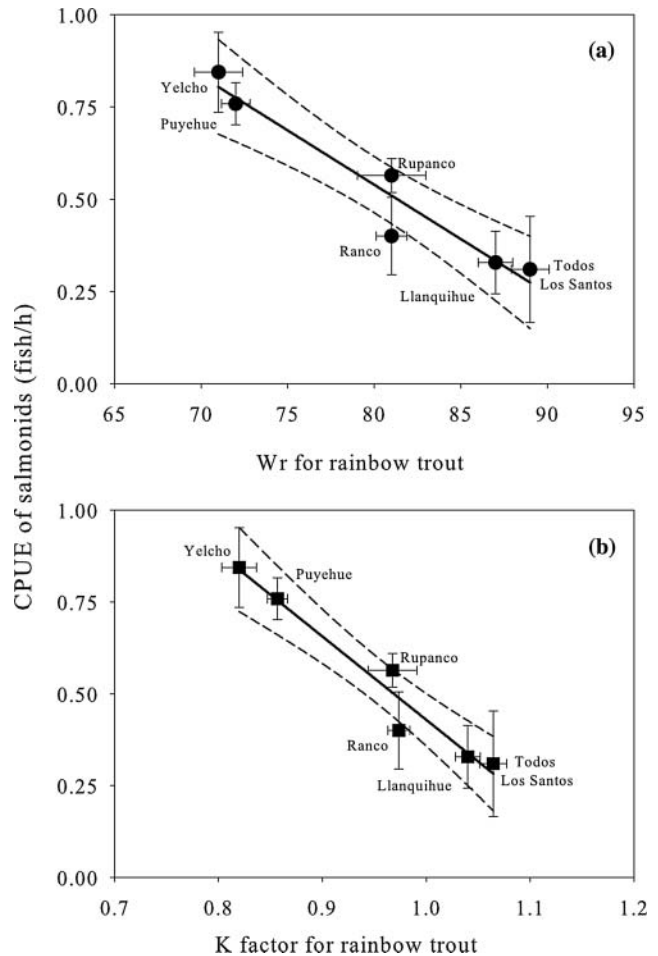 CPUE of salmonids (fish/h)
1.00
(a)
Yelcho
0.75
Puyehue
Rupanco
0.50
Ranco
Todos
Los Santos
Llanquihue
0.25
0.00
65 70 75 80 85 90 95
Wr for rainbow trout
1.00
(b)
Yelcho
Puyehue
0.75
Rupanco
0.50
Ranco
Todos
Llanquihue
Los Santos
0.25
0.00
0.7 0.8 0.9 1.0 1.1 1.2
K factor for rainbow trout